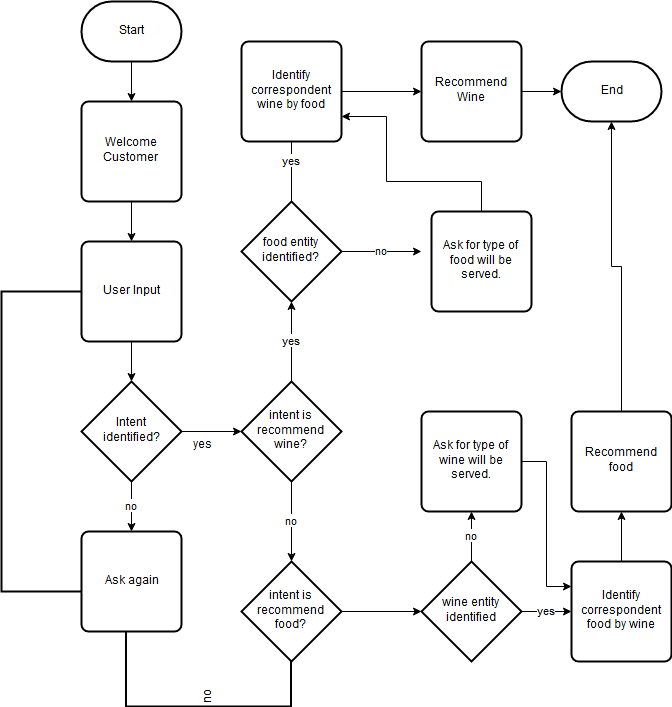 Start
Welcome
Customer
User Input
Intent
identified?
yes
no
Ask again
intent is
recommend
wine?
yes
food entity
identified?
yes
Identify
correspondent
wine by food
Recommend
Wine
End
no
Ask for type of
food will be
served.
no
intent is
recommend
food?
no
wine entity
identified
no
Ask for type of
wine will be
served.
yes
Identify
correspondent
food by wine
Recommend
food